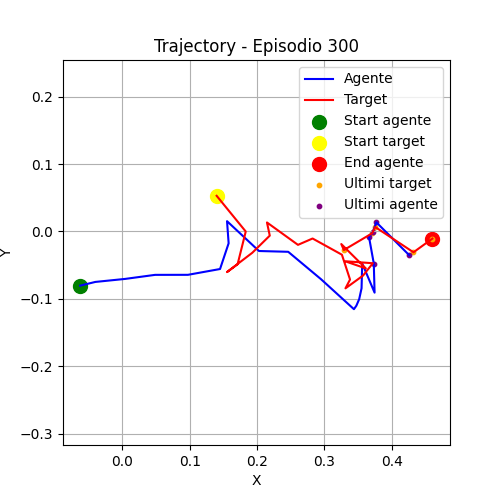 Trajectory - Episodio 300
Agente
Target
Start agente
Start target
End agente
Ultimi target
Ultimi agente
0.2
0.1
0.0
−0.1
−0.2
−0.3
Y
0.0
0.1
0.2
0.3
0.4
X